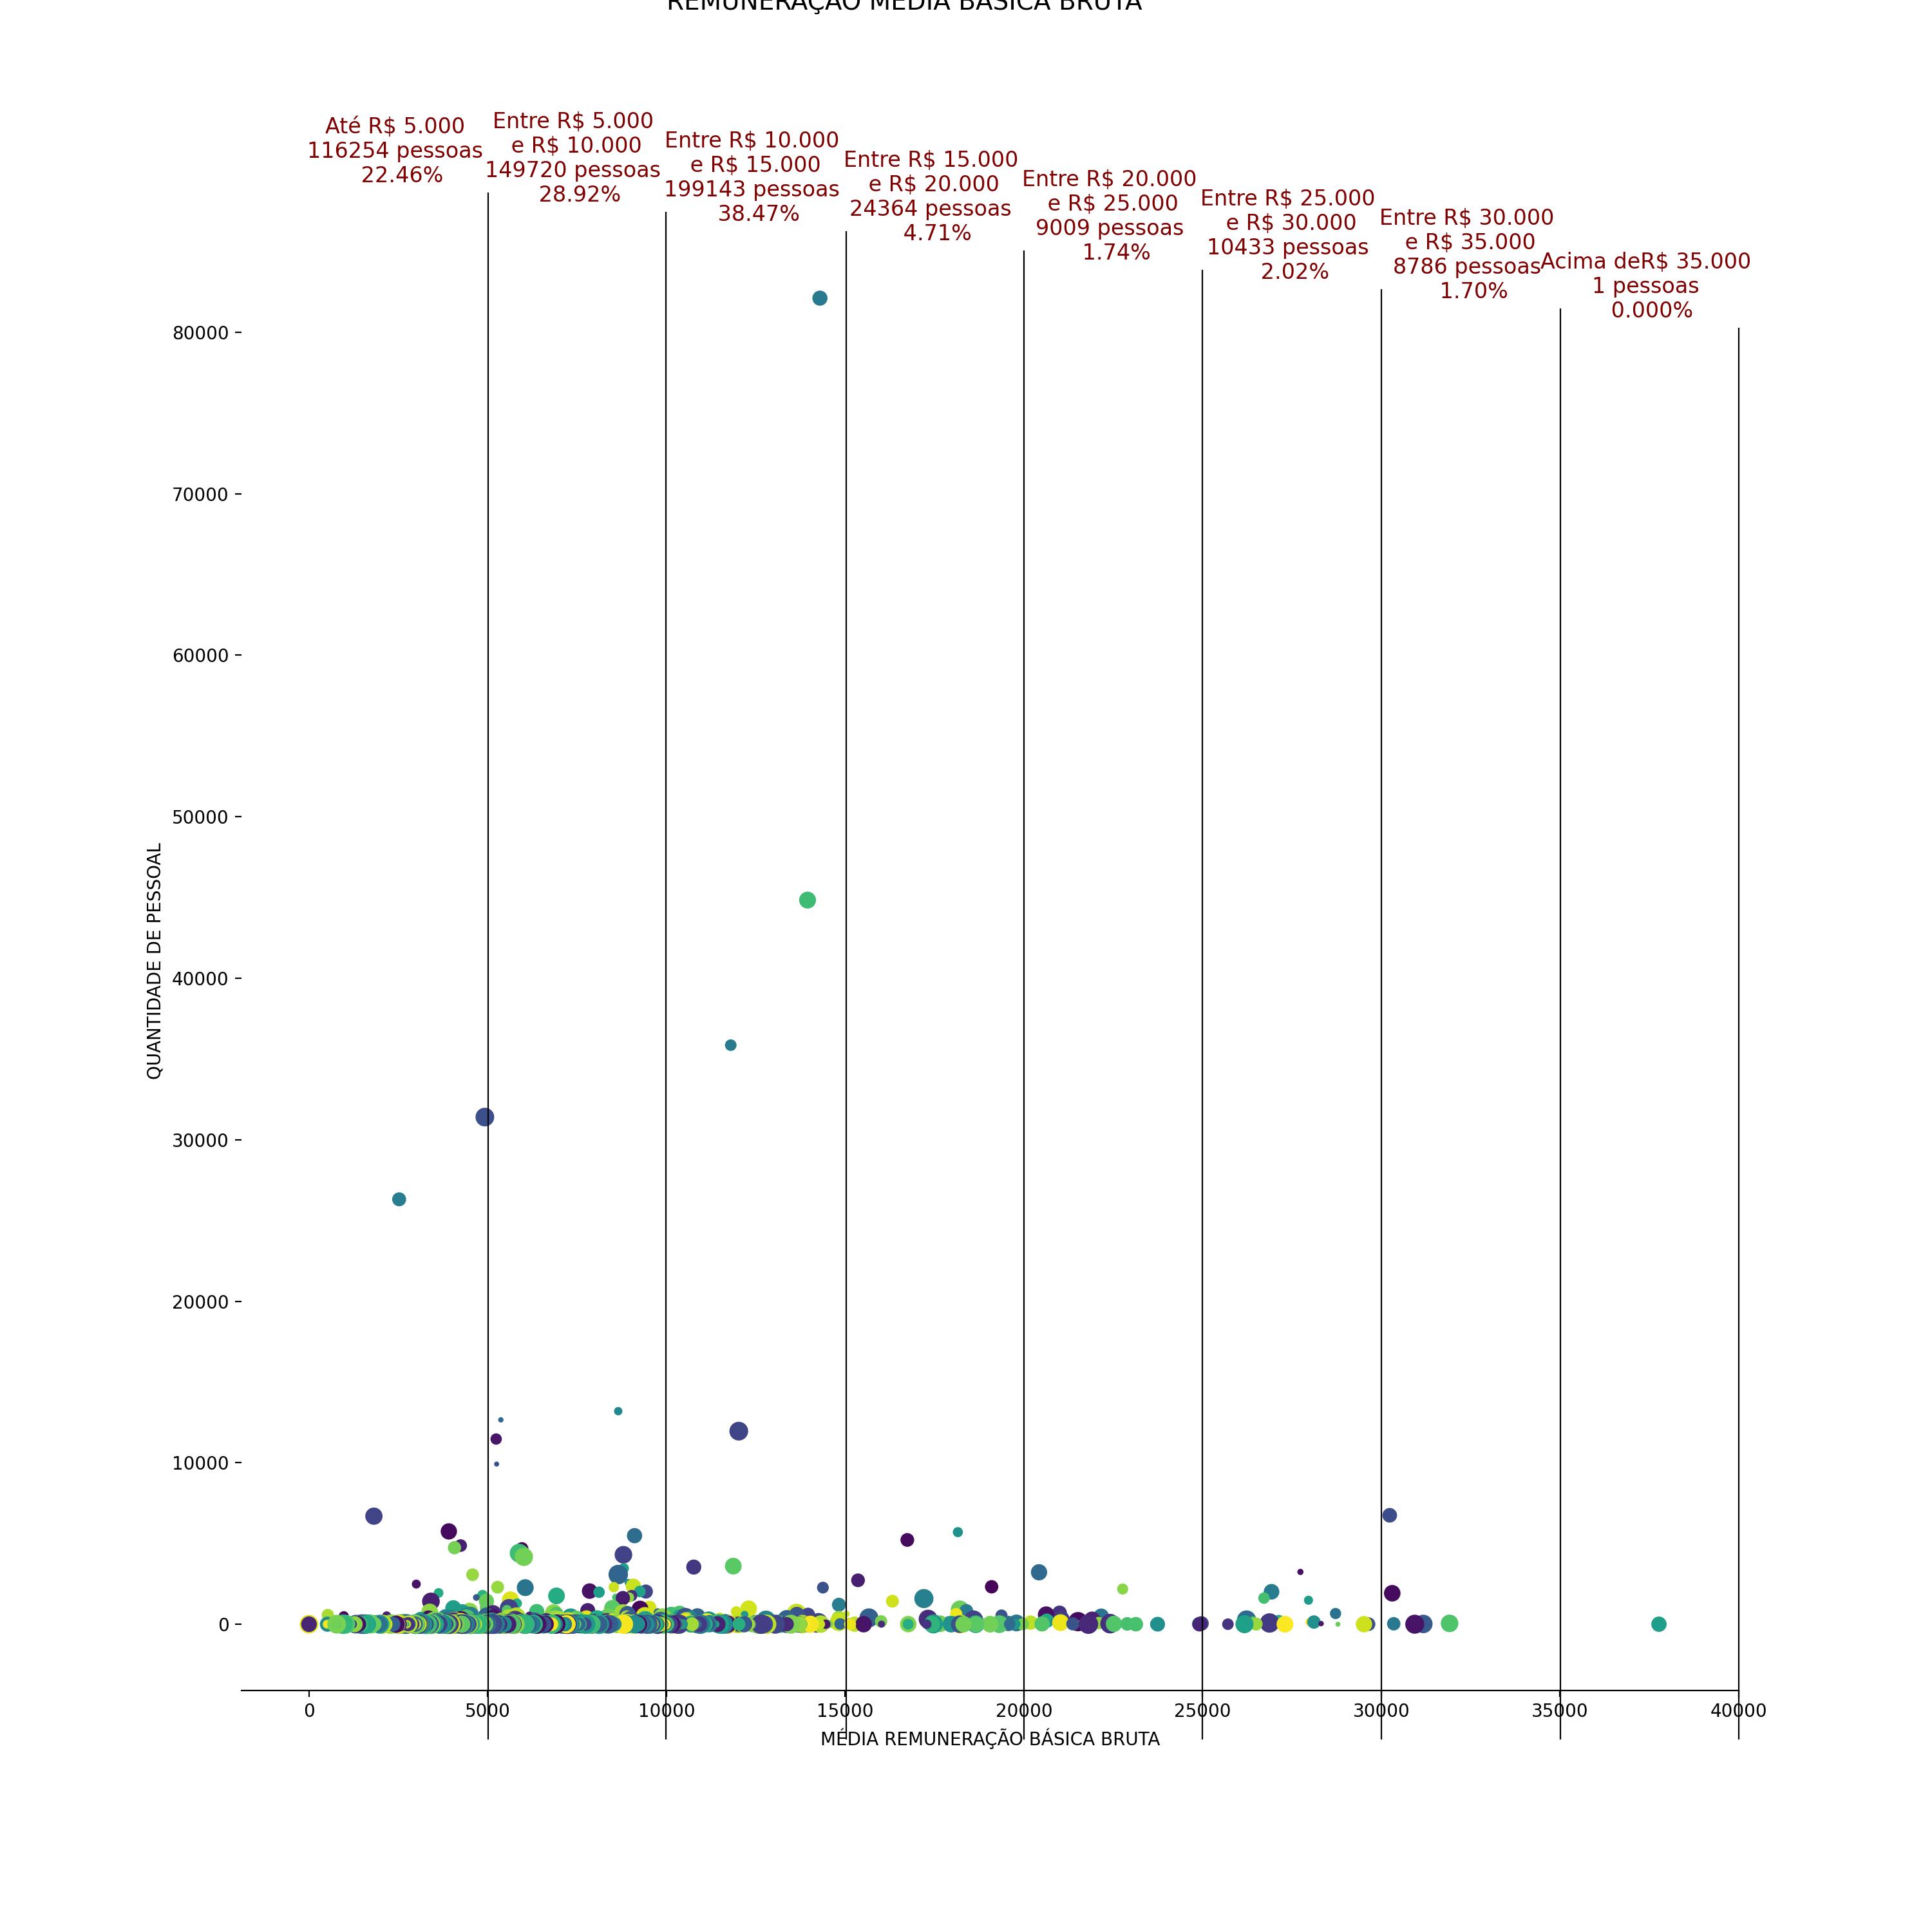 REMUNERAÇÃO MÉDIA BÁSICA BRUTA
Até R$ 5.000
116254 pessoas
22.46%
Entre R$ 5.000
e R$ 10.000
149720 pessoas
28.92%
Entre R$ 10.000
e R$ 15.000
199143 pessoas
38.47%
Entre R$ 15.000
e R$ 20.000
24364 pessoas
4.71%
Entre R$ 20.000
e R$ 25.000
9009 pessoas
1.74%
Entre R$ 25.000
e R$ 30.000
10433 pessoas
2.02%
Entre R$ 30.000
e R$ 35.000
8786 pessoas
1.70%
Acima deR$ 35.000
1 pessoas
0.000%
80000
70000
60000
50000
40000
30000
20000
10000
0
QUANTIDADE DE PESSOAL
0 5000 10000 15000 20000 25000 30000 35000 40000
MÉDIA REMUNERAÇÃO BÁSICA BRUTA